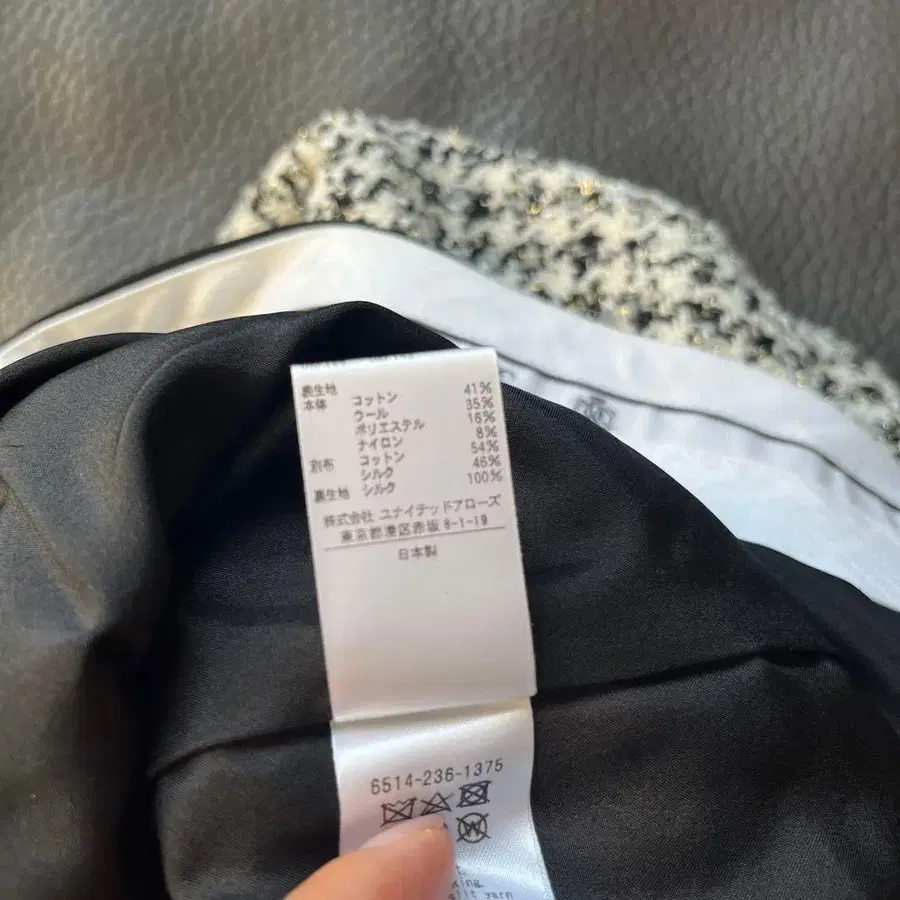 表生地
本体 コットン 41%
ウール 35%
ポリエステル 16%
ナイロン 8%
別布 コットン 54%
シルク 46%
裏生地 シルク 100%
株式会社 ユナイテッドアローズ
東京都港区赤坂 8-1-19
日本製
6514-236-1375
W
slit yarn